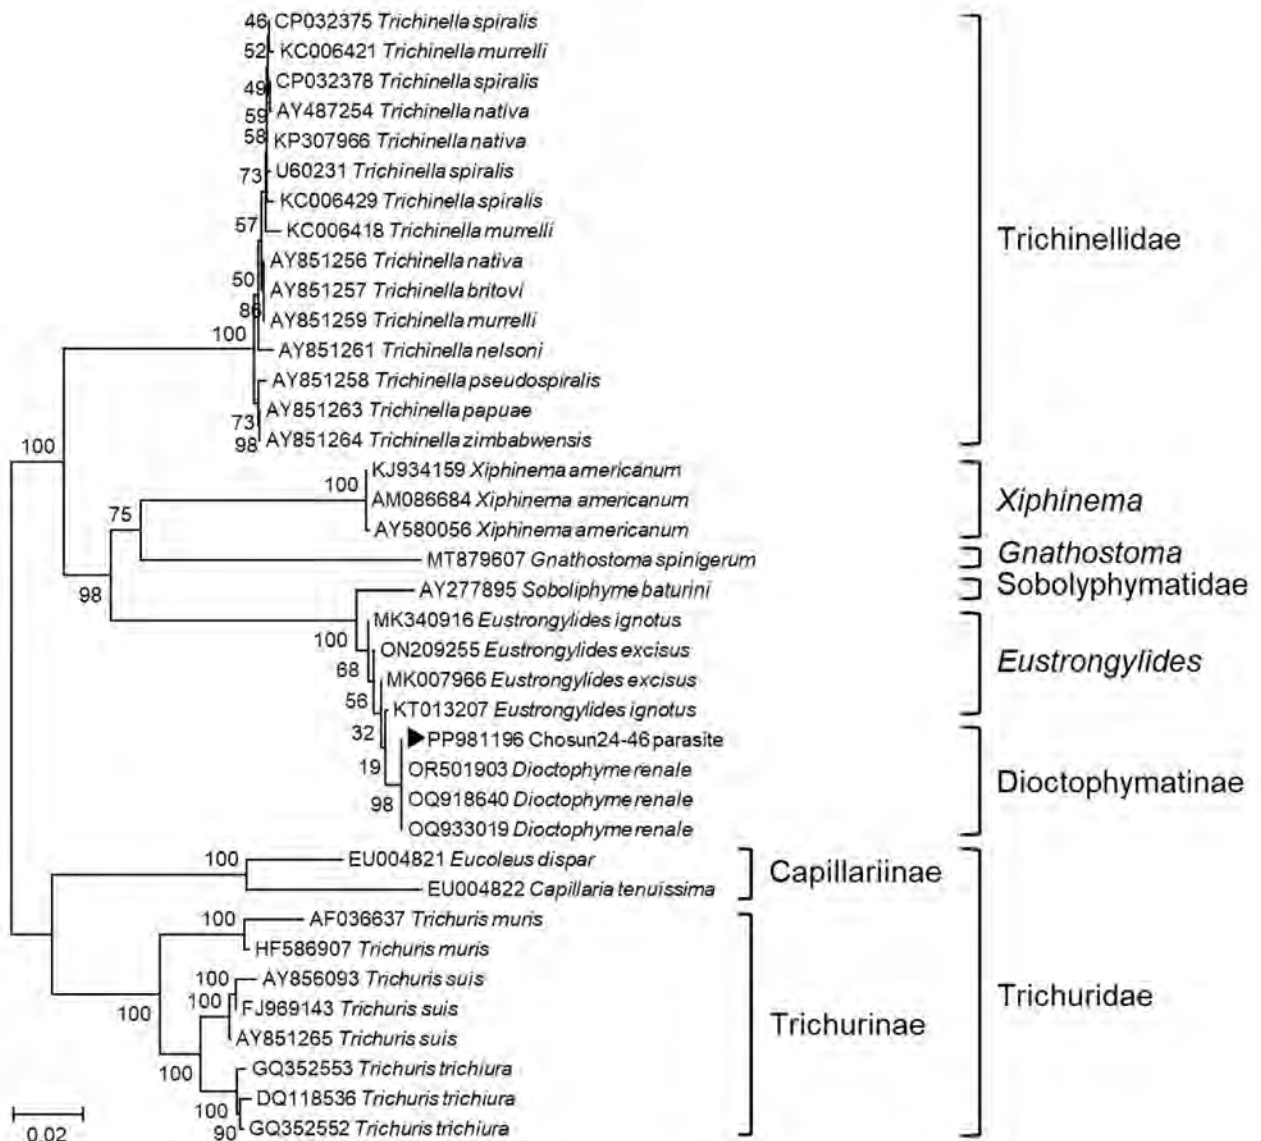 46 CP032375 Trichinella spiralis
52 KC006421 Trichinella murrelli
49 CP032378 Trichinella spiralis
59 AY487254 Trichinella nativa
58 KP307966 Trichinella nativa
73 U60231 Trichinella spiralis
KC006429 Trichinella spiralis
57 KC006418 Trichinella murrelli
Trichinellidae
AY851256 Trichinella nativa
50 AY851257 Trichinella britovi
86 AY851259 Trichinella murrelli
100
AY851261 Trichinella nelsoni
AY851258 Trichinella pseudospiralis
73 AY851263 Trichinella papuae
98 AY851264 Trichinella zimbabwensis
100
KJ934159 Xiphinema americanum
100 AM086684 Xiphinema americanum
Xiphinema
75 AY580056 Xiphinema americanum
MT879607 Gnathostoma spinigerum
Gnathostoma
98 AY277895 Soboliphyme baturini
Sobolyphymatidae
MK340916 Eustrongylides ignotus
100 ON209255 Eustrongylides excisus
Eustrongylides
68 MK007966 Eustrongylides excisus
56 KT013207 Eustrongylides ignotus
32 PP981196 Chosun24-46 parasite
19 OR501903 Dioctophyme renale
Dioctophymatinae
98 OQ918640 Dioctophyme renale
OQ933019 Dioctophyme renale
100 EU004821 Eucoleus dispar
Capillariinae
EU004822 Capillaria tenuissima
100 AF036637 Trichuris muris
HF586907 Trichuris muris
100 AY856093 Trichuris suis
100 FJ969143 Trichuris suis
Trichuridae
100
Trichurinae
AY851265 Trichuris suis
100 GQ352553 Trichuris trichiura
100 DQ118536 Trichuris trichiura
90 GQ352552 Trichuris trichiura
0.02